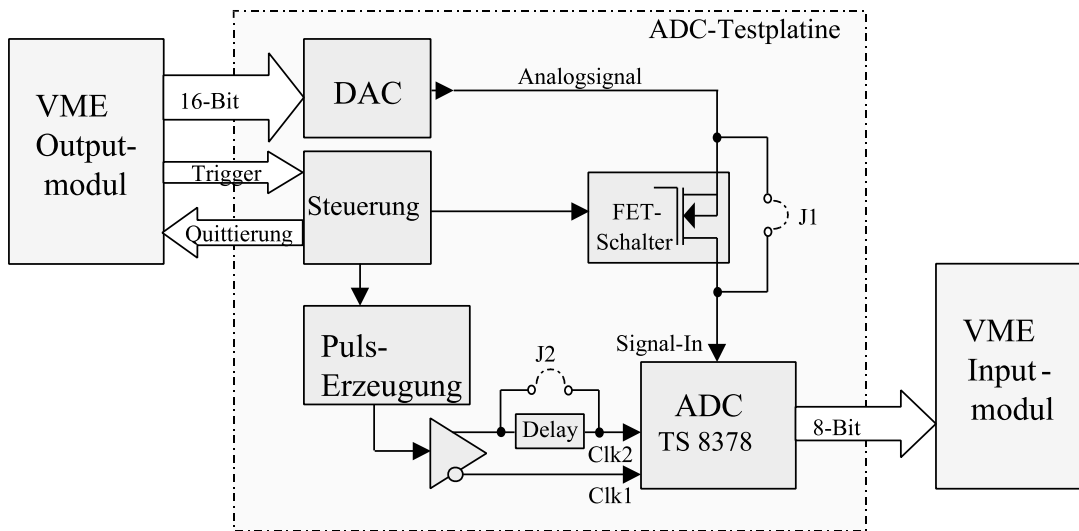 ADC-Testplatine
VME
Output-
modul
16-Bit
DAC
Analogsignal
Trigger
Steuerung
Quittierung
FET-
Schalter
J1
Puls-
Erzeugung
Signal-In
J2
Delay
Clk2
Clk1
ADC
TS 8378
8-Bit
VME
Input-
modul